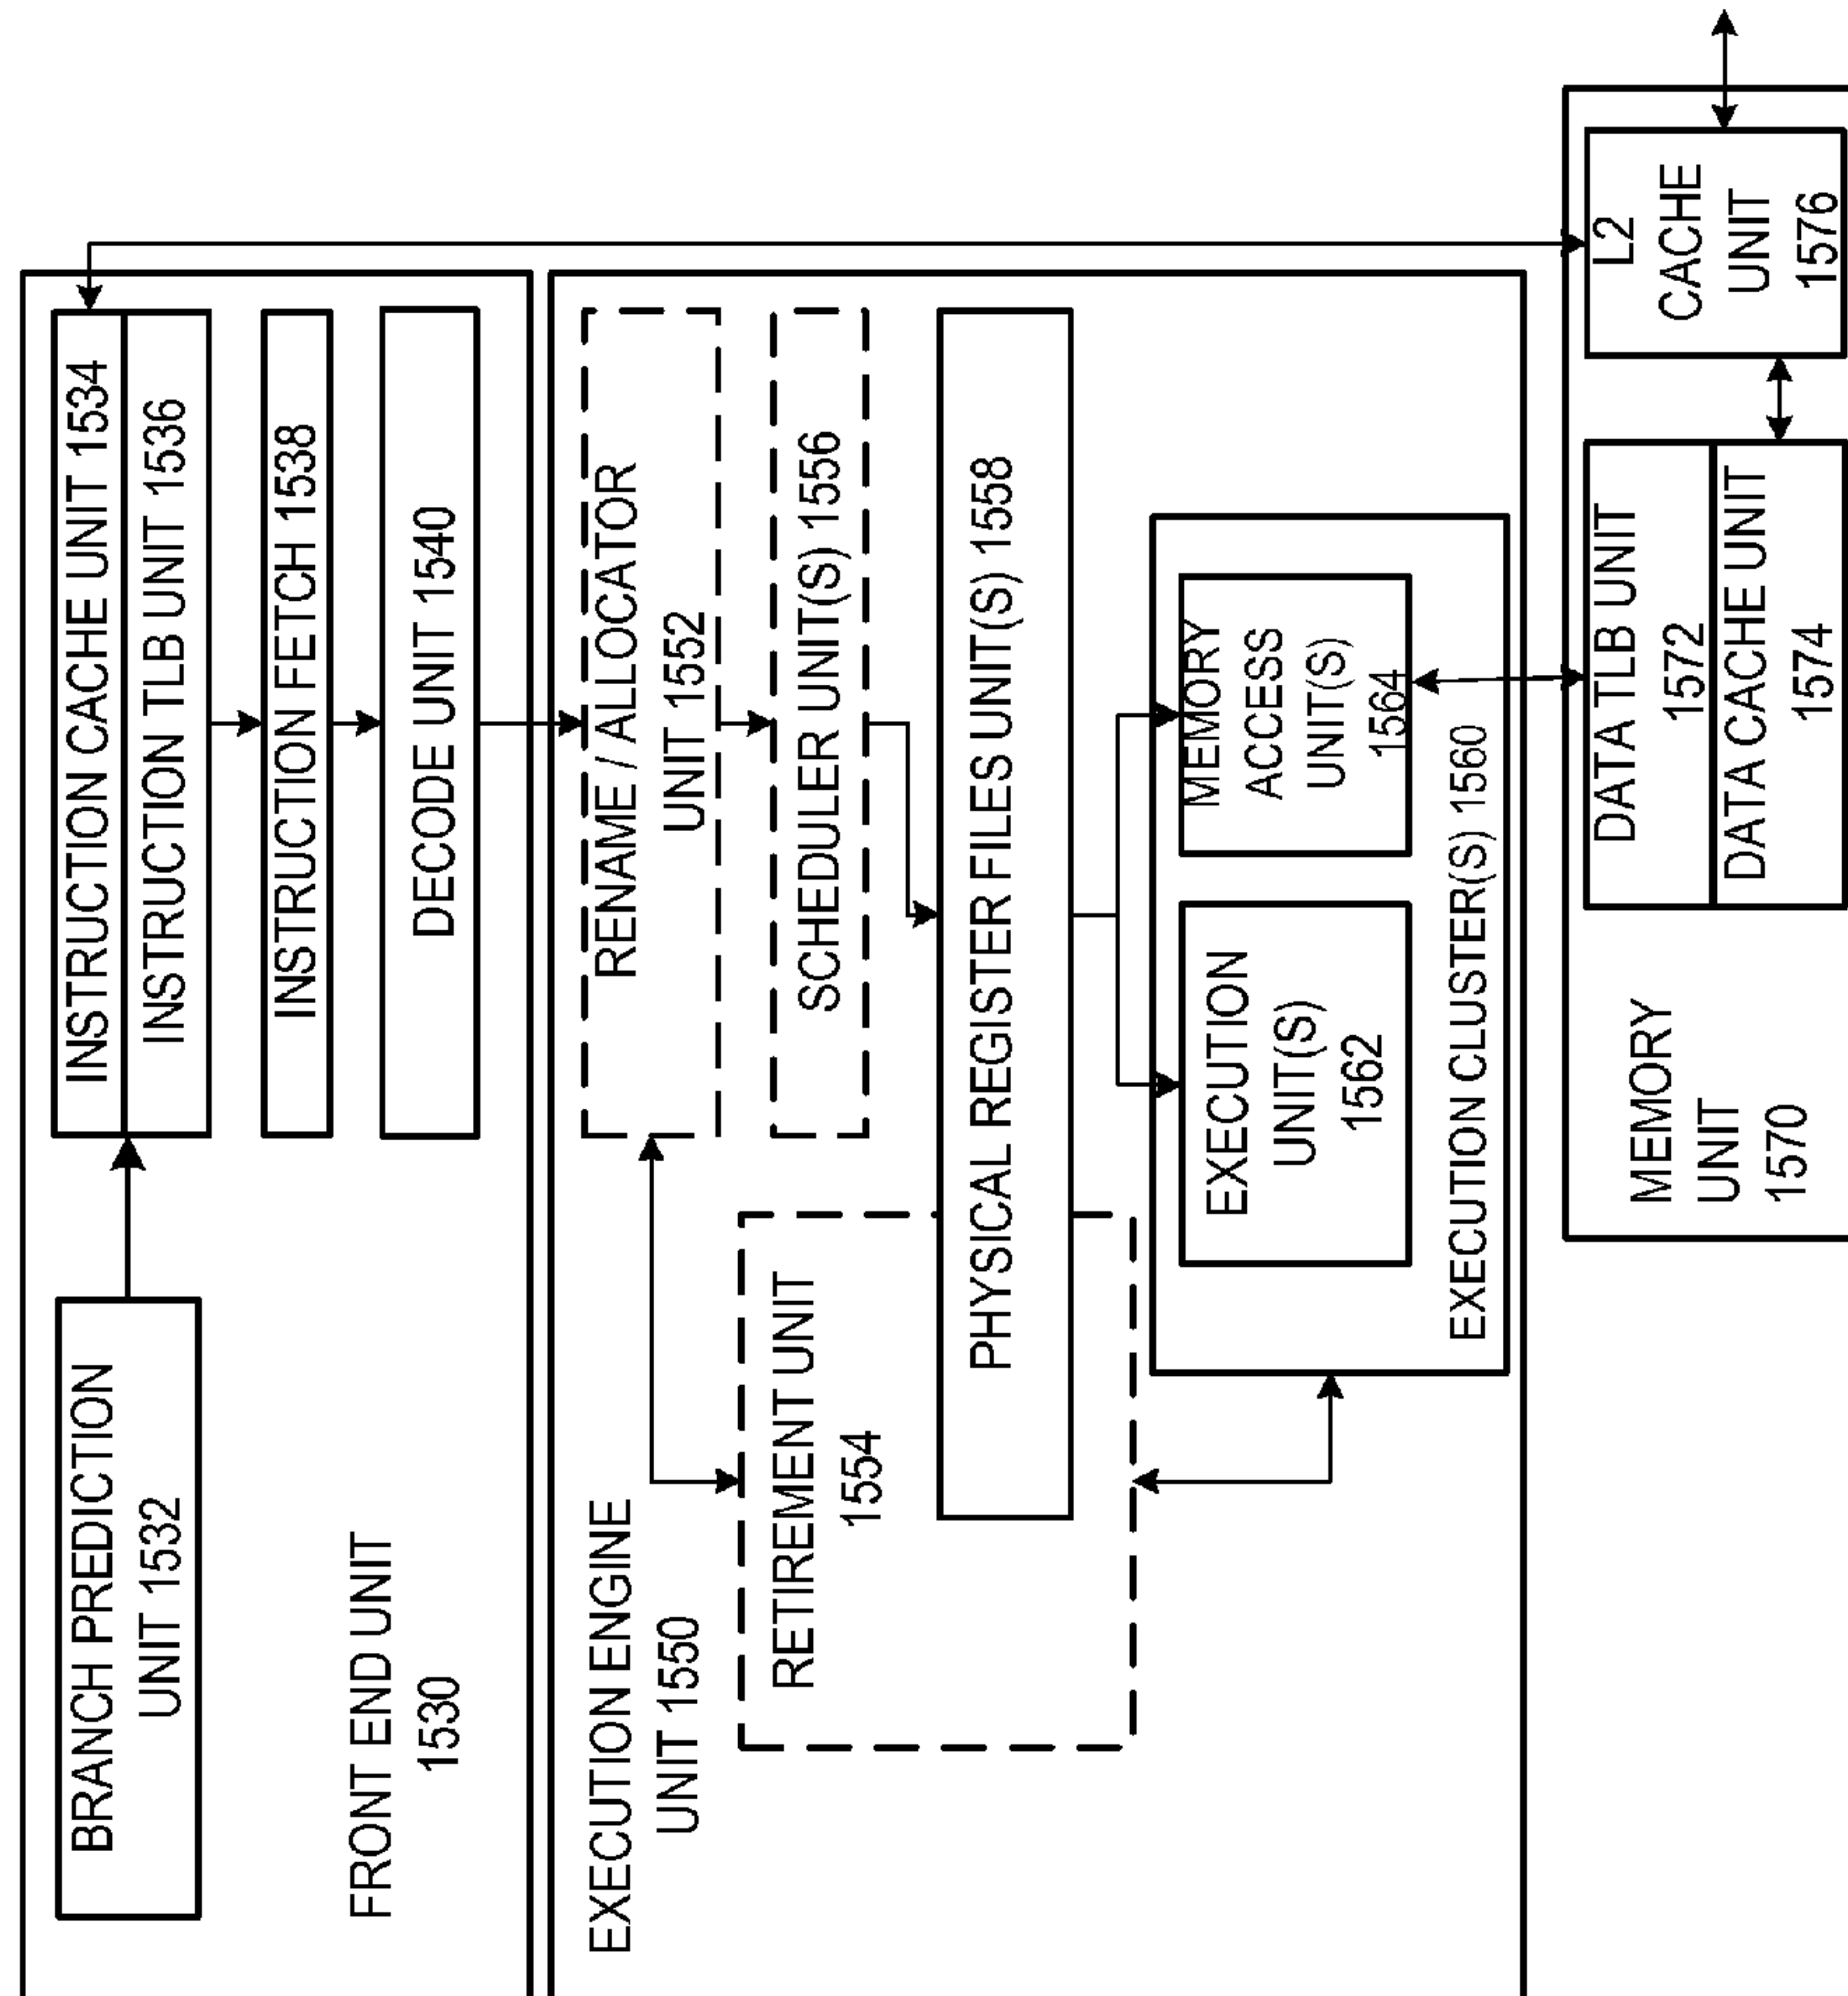 BRANCH PREDICTION
UNIT 1532
INSTRUCTION CACHE UNIT 1534
INSTRUCTION TLB UNIT 1536
INSTRUCTION FETCH 1538
DECODE UNIT 1540
FRONT END UNIT
1530
EXECUTION ENGINE
UNIT 1550
RENAME / ALLOCATOR
UNIT 1552
RETIREMENT UNIT
1554
SCHEDULER UNIT(S) 1556
PHYSICAL REGISTER FILES UNIT(S) 1558
EXECUTION
UNIT(S)
1562
MEMORY
ACCESS
UNIT(S)
1564
EXECUTION CLUSTER(S) 1560
MEMORY
UNIT
1570
DATA TLB UNIT
1572
DATA CACHE UNIT
1574
L2
CACHE
UNIT
1576